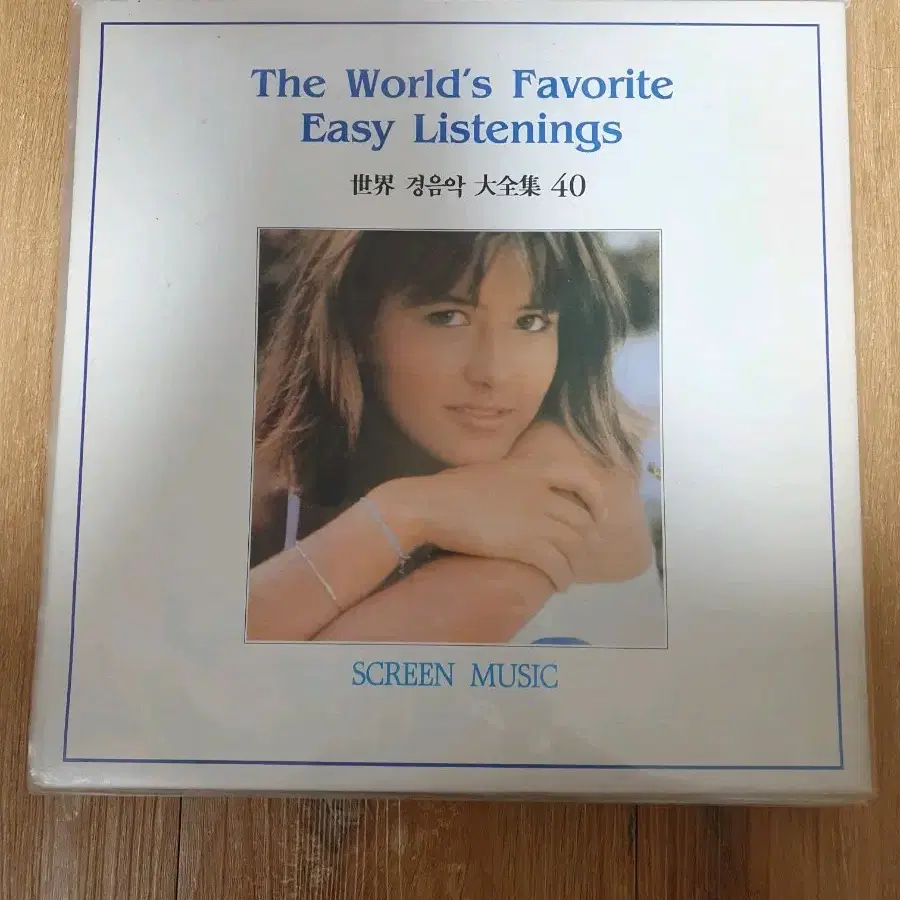 The World's Favorite
Easy Listenings
世界 경음악 大全集 40
SCREEN MUSIC